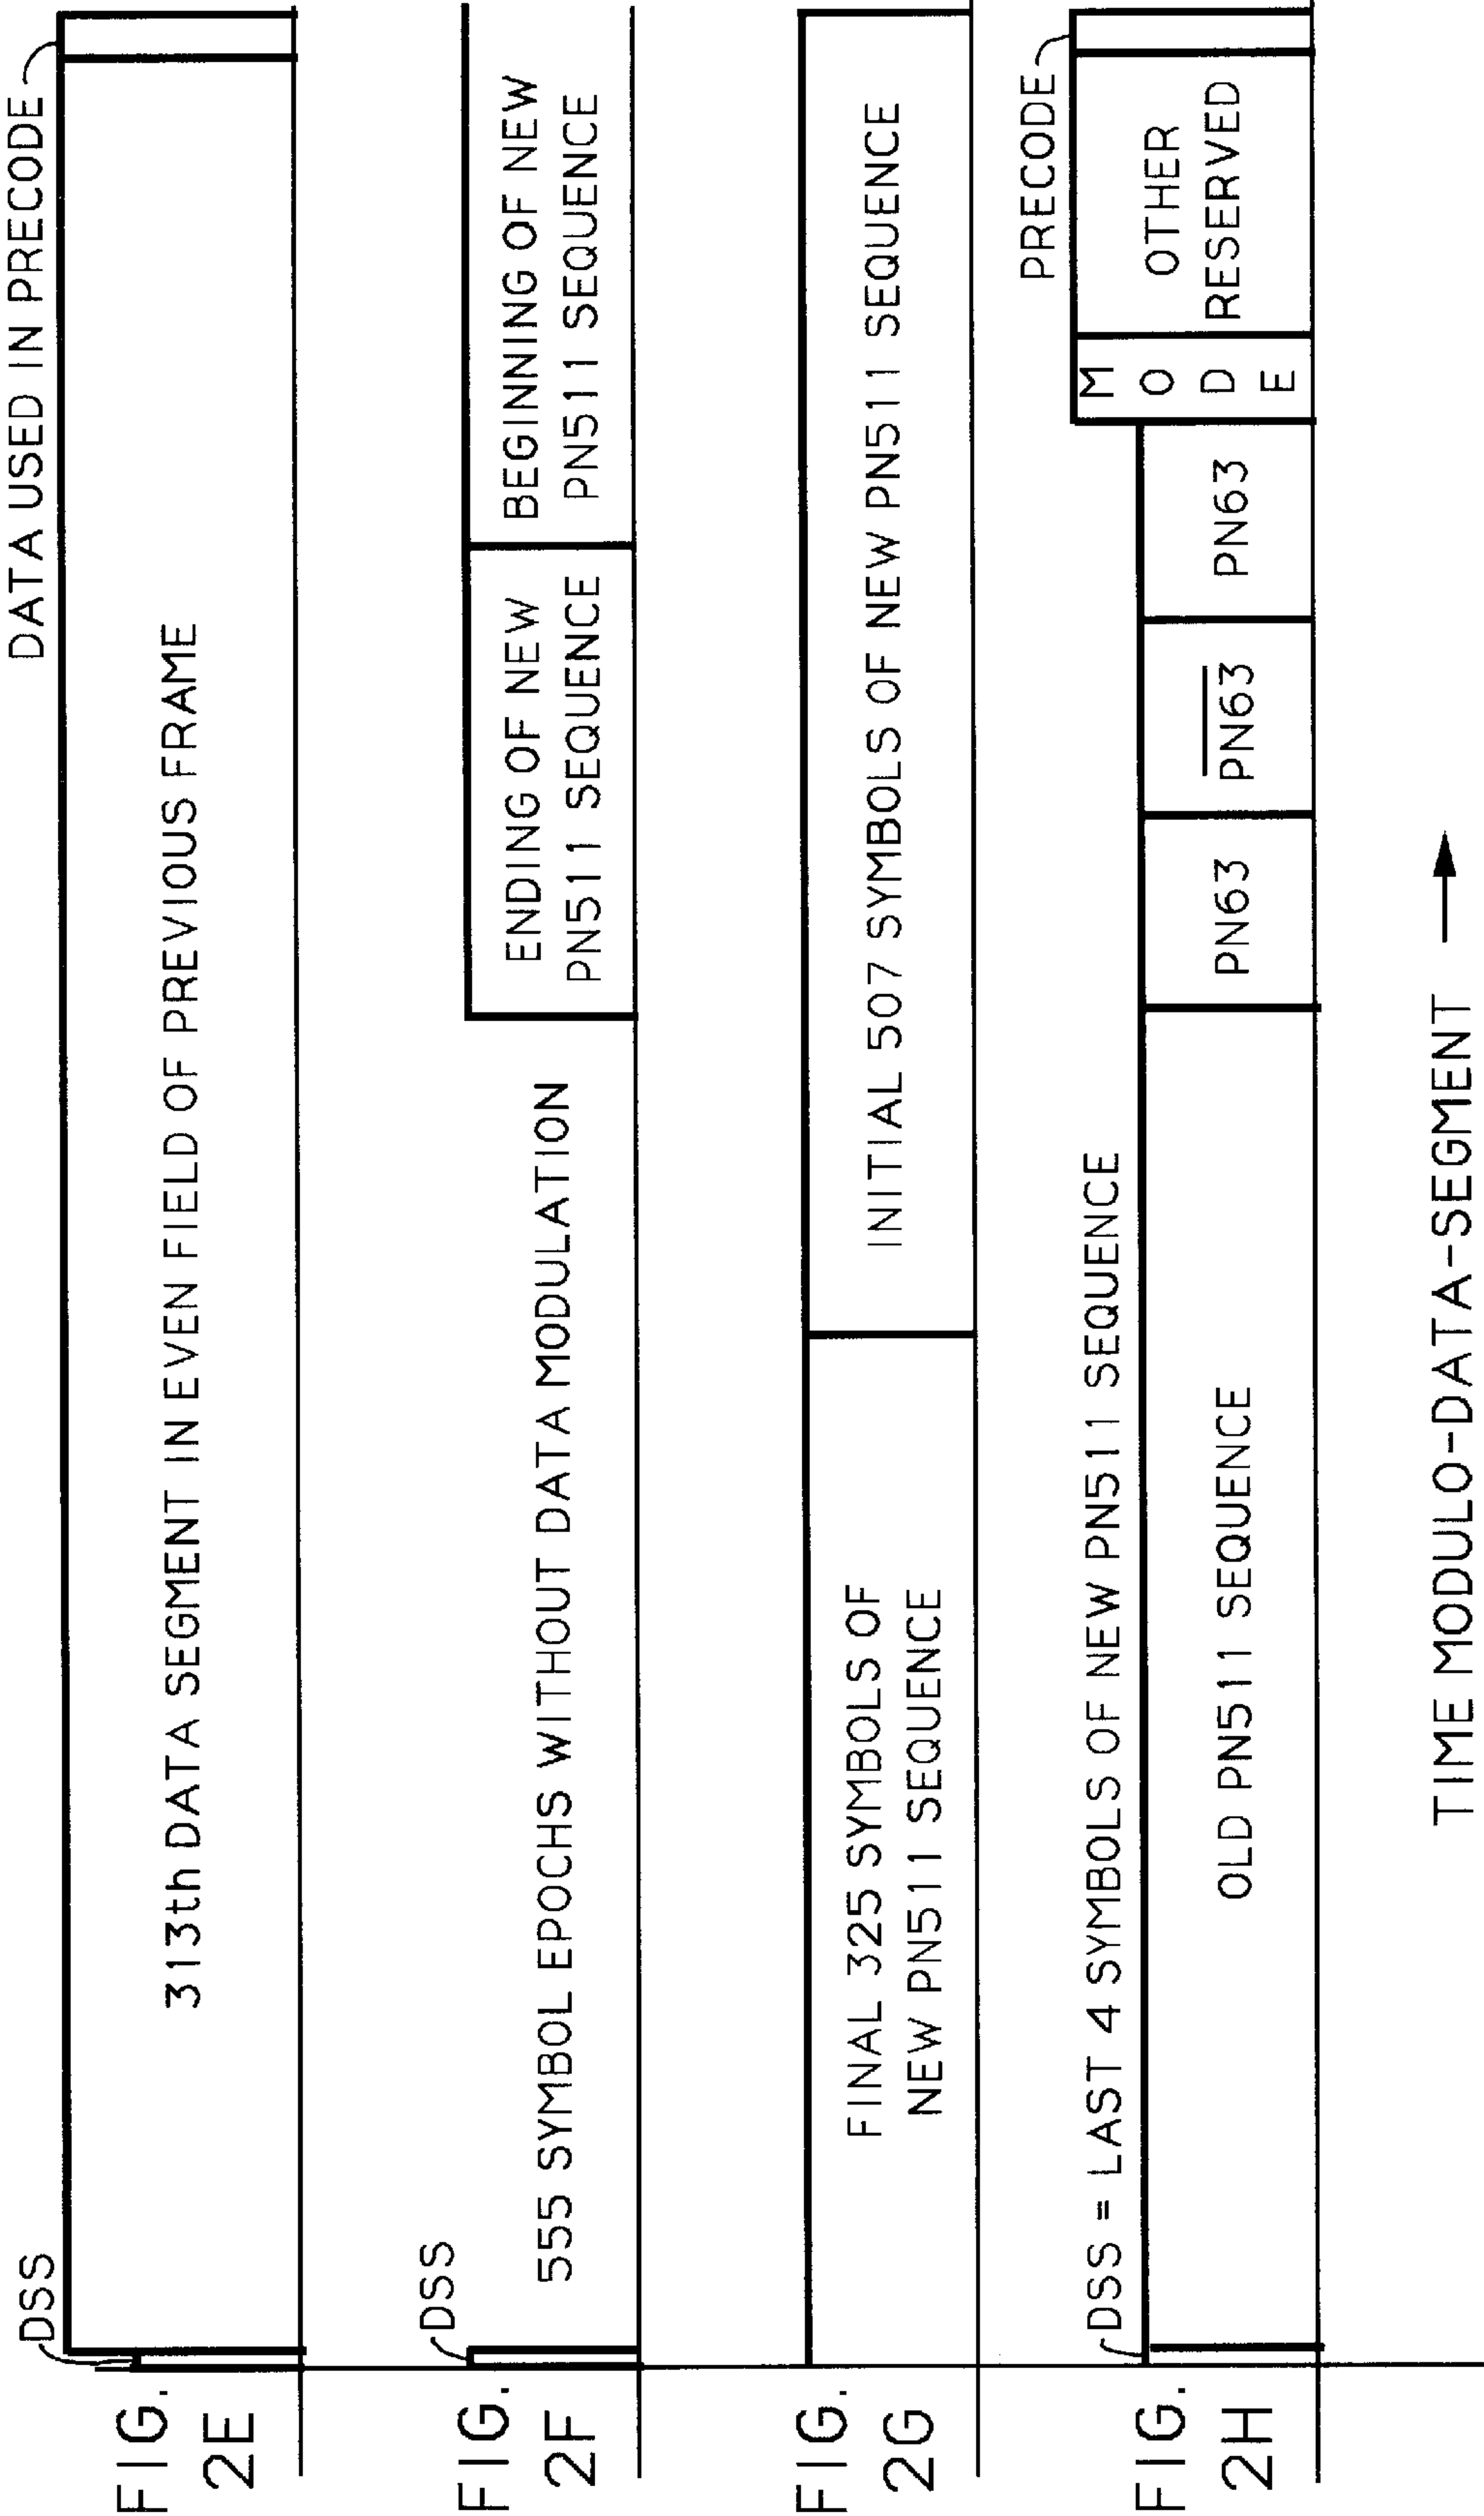 DATA USED IN PRECODE
DSS
313th DATA SEGMENT IN EVEN FIELD OF PREVIOUS FRAME
FIG.
2E
DSS
555 SYMBOL EPOCHS WITHOUT DATA MODULATION
ENDING OF NEW
PN511 SEQUENCE
BEGINNING OF NEW
PN511 SEQUENCE
FIG.
2F
FINAL 325 SYMBOLS OF
NEW PN511 SEQUENCE
INITIAL 507 SYMBOLS OF NEW PN511 SEQUENCE
FIG.
2G
DSS = LAST 4 SYMBOLS OF NEW PN511 SEQUENCE
PRECODE
OLD PN511 SEQUENCE
PN63
P̅N̅6̅3̅
PN63
M
O
D
E
OTHER
RESERVED
FIG.
2H
TIME MODULO-DATA-SEGMENT